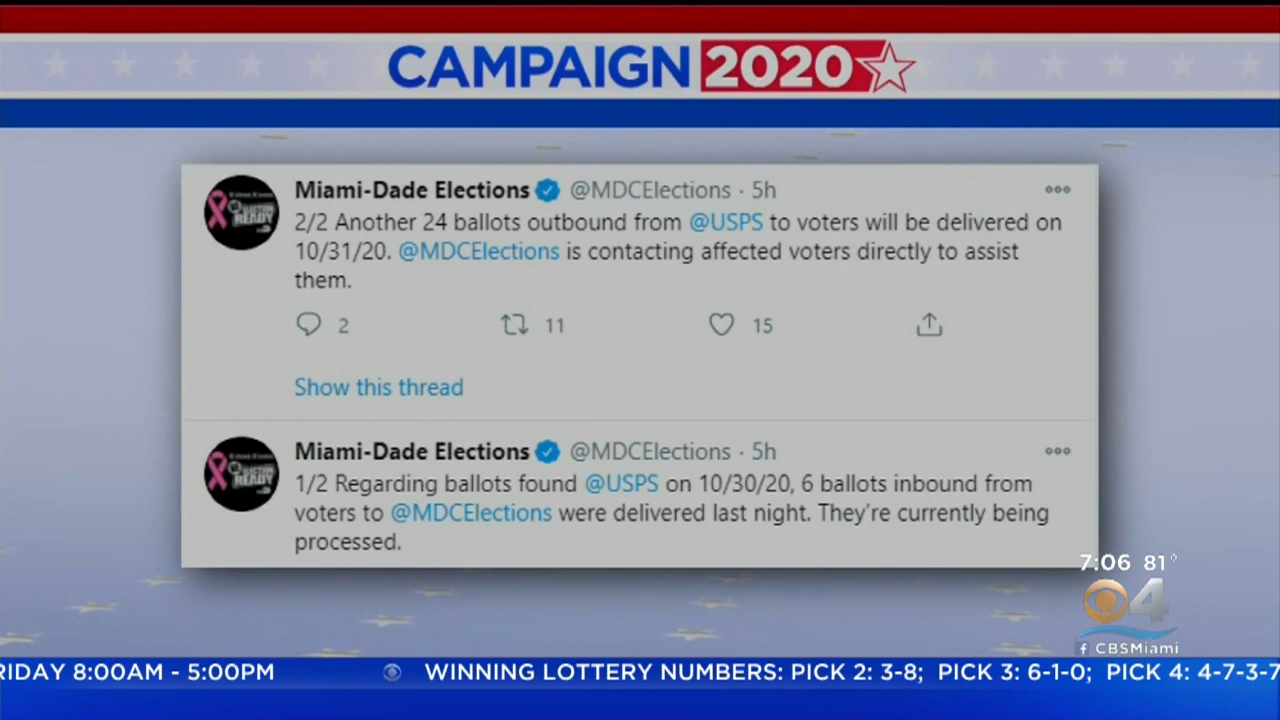 CAMPAIGN 2020
Miami-Dade Elections @MDCElections · 5h
2/2 Another 24 ballots outbound from @USPS to voters will be delivered on
10/31/20. @MDCElections is contacting affected voters directly to assist
them.
2 11 15
Show this thread
Miami-Dade Elections @MDCElections · 5h
1/2 Regarding ballots found @USPS on 10/30/20, 6 ballots inbound from
voters to @MDCElections were delivered last night. They're currently being
processed.
ELECTION
READY
ELECTION
READY
7:06 81°
4
f CBSMiami
RIDAY 8:00AM - 5:00PM WINNING LOTTERY NUMBERS: PICK 2: 3-8; PICK 3: 6-1-0; PICK 4: 4-7-3-7